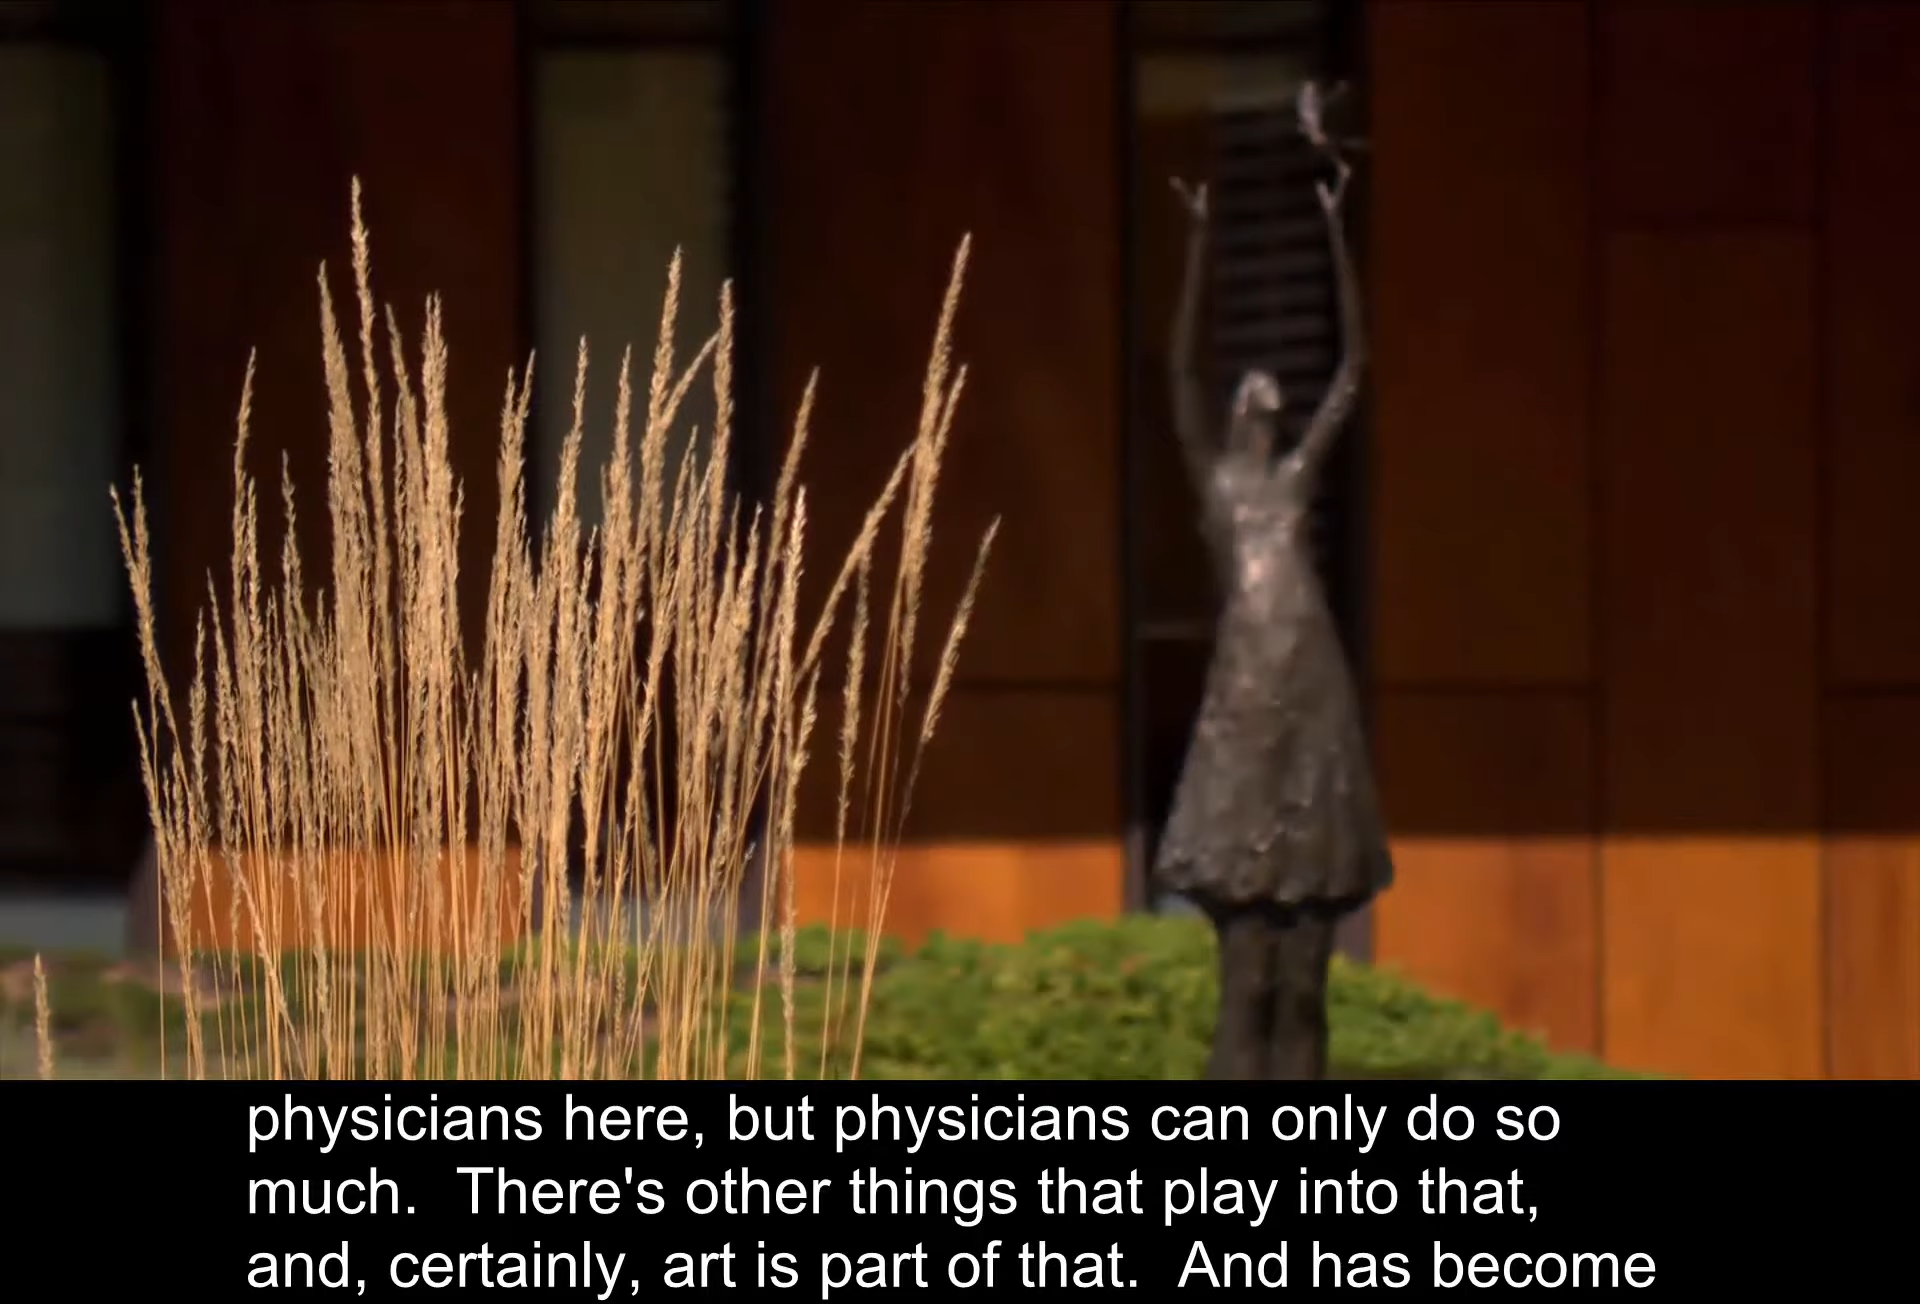 physicians here, but physicians can only do so
much.  There's other things that play into that,
and, certainly, art is part of that.  And has become